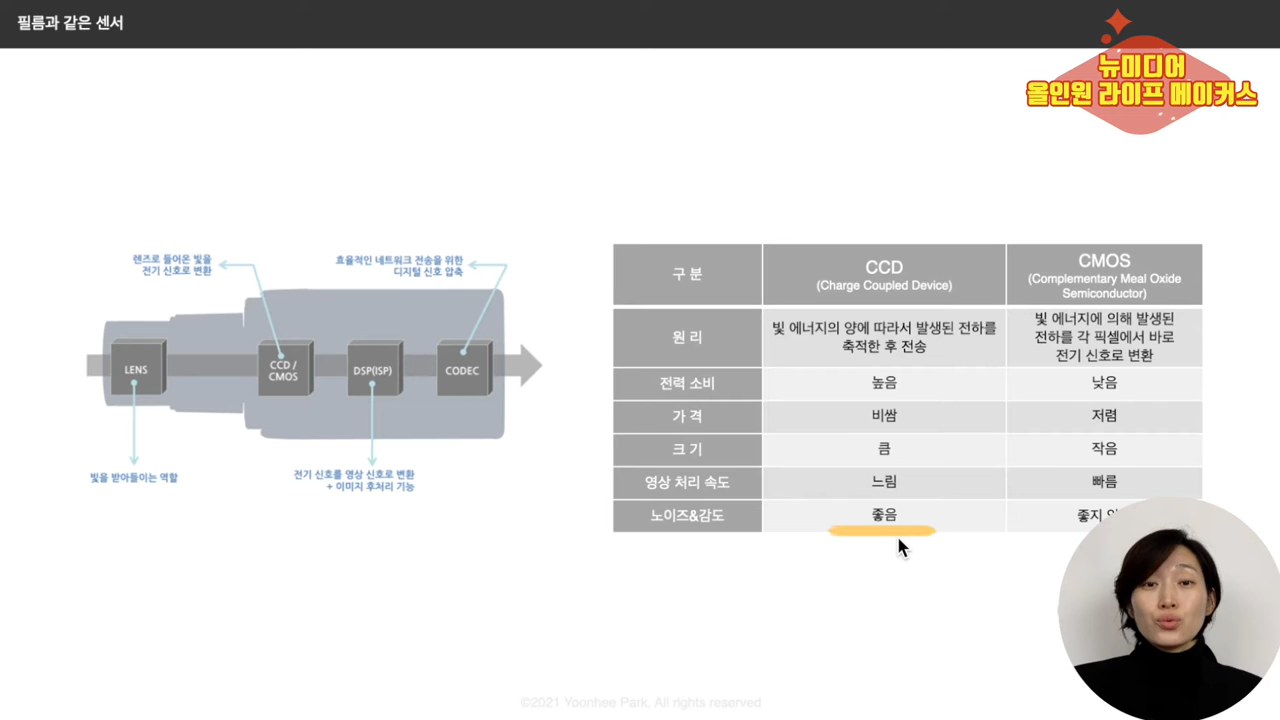 필름과 같은 센서
뉴미디어
올인원 라이프 메이커스
렌즈로 들어온 빛을
전기 신호로 변환
효율적인 네트워크 전송을 위한
디지털 신호 압축
LENS
CCD /
CMOS
DSP(ISP)
CODEC
빛을 받아들이는 역할
전기 신호를 영상 신호로 변환
+ 이미지 후처리 기능
구 분
CCD
(Charge Coupled Device)
CMOS
(Complementary Meal Oxide
Semiconductor)
원 리
빛 에너지의 양에 따라서 발생된 전하를
축적한 후 전송
빛 에너지에 의해 발생된
전하를 각 픽셀에서 바로
전기 신호로 변환
전력 소비
높음
낮음
가 격
비쌈
저렴
크 기
큼
작음
영상 처리 속도
느림
빠름
노이즈&감도
좋음
좋지
©2021 Yoonhee Park, All rights reserved